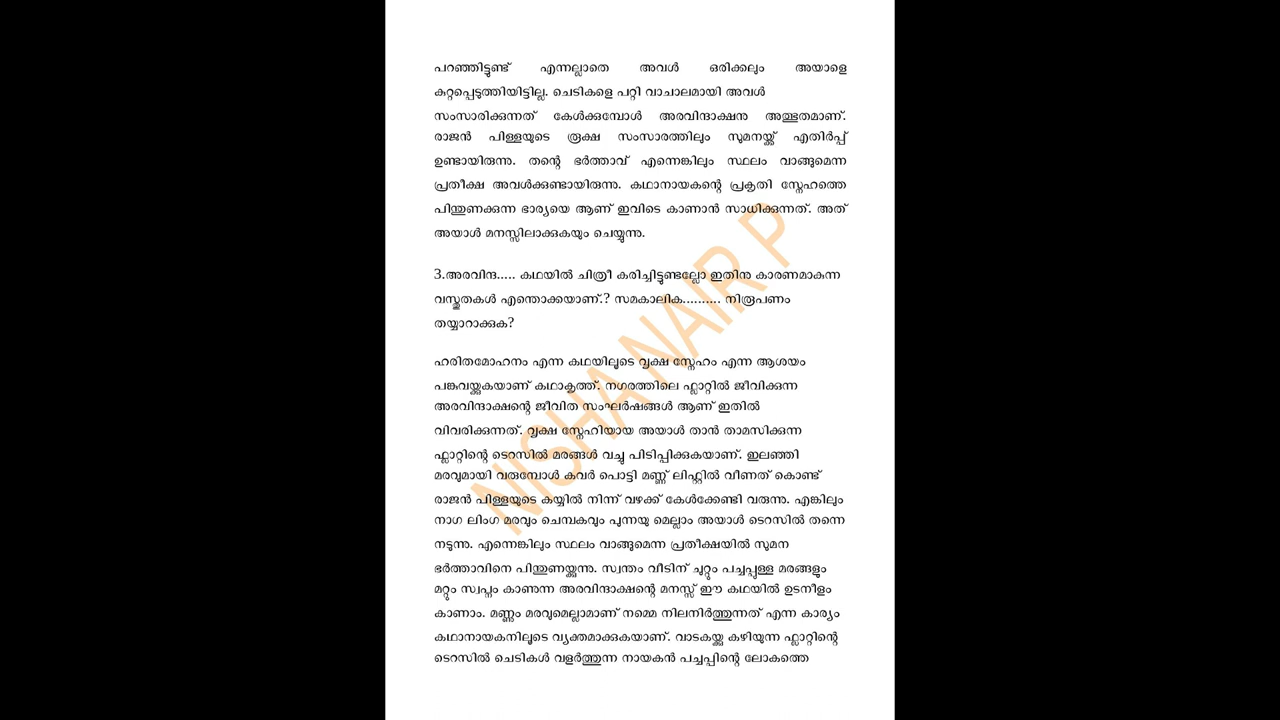 പറഞ്ഞിട്ടുണ്ട് എന്നല്ലാതെ അവൾ ഒരിക്കലും അയാളെ
കുറ്റപ്പെടുത്തിയിട്ടില്ല. ചെടികളെ പറ്റി വാചാലമായി അവൾ
സംസാരിക്കുന്നത് കേൾക്കുമ്പോൾ അരവിന്ദാക്ഷനു അത്ഭുതമാണ്.
രാജൻ പിള്ളയുടെ രൂക്ഷ സംസാരത്തിലും സുമനയ്ക്ക് എതിർപ്പ്
ഉണ്ടായിരുന്നു. തന്റെ ഭർത്താവ് എന്നെങ്കിലും സ്ഥലം വാങ്ങുമെന്ന
പ്രതീക്ഷ അവൾക്കുണ്ടായിരുന്നു. കഥാനായകന്റെ പ്രകൃതി സ്നേഹത്തെ
പിന്തുണക്കുന്ന ഭാര്യയെ ആണ് ഇവിടെ കാണാൻ സാധിക്കുന്നത്. അത്
അയാൾ മനസ്സിലാക്കുകയും ചെയ്യുന്നു.
3.അരവിന്ദ..... കഥയിൽ ചിത്രീ കരിച്ചിട്ടുണ്ടല്ലോ ഇതിനു കാരണമാകുന്ന
വസ്തുതകൾ എന്തൊക്കയാണ്.? സമകാലിക.......... നിരൂപണം
തയ്യാറാക്കുക?
ഹരിതമോഹനം എന്ന കഥയിലൂടെ വൃക്ഷ സ്നേഹം എന്ന ആശയം
പങ്കുവയ്ക്കുകയാണ് കഥാകൃത്ത്. നഗരത്തിലെ ഫ്ലാറ്റിൽ ജീവിക്കുന്ന
അരവിന്ദാക്ഷന്റെ ജീവിത സംഘർഷങ്ങൾ ആണ് ഇതിൽ
വിവരിക്കുന്നത്. വൃക്ഷ സ്നേഹിയായ അയാൾ താൻ താമസിക്കുന്ന
ഫ്ലാറ്റിന്റെ ടെറസിൽ മരങ്ങൾ വച്ചു പിടിപ്പിക്കുകയാണ്. ഇലഞ്ഞി
മരവുമായി വരുമ്പോൾ കവർ പൊട്ടി മണ്ണ് ലിഫ്റ്റിൽ വീണത് കൊണ്ട്
രാജൻ പിള്ളയുടെ കയ്യിൽ നിന്ന് വഴക്ക് കേൾക്കേണ്ടി വരുന്നു. എങ്കിലും
നാഗ ലിംഗ മരവും ചെമ്പകവും പുന്നയു മെല്ലാം അയാൾ ടെറസിൽ തന്നെ
നടുന്നു. എന്നെങ്കിലും സ്ഥലം വാങ്ങുമെന്ന പ്രതീക്ഷയിൽ സുമന
ഭർത്താവിനെ പിന്തുണയ്ക്കുന്നു. സ്വന്തം വീടിന് ചുറ്റും പച്ചപ്പുള്ള മരങ്ങളും
മറ്റും സ്വപ്നം കാണുന്ന അരവിന്ദാക്ഷന്റെ മനസ്സ് ഈ കഥയിൽ ഉടനീളം
കാണാം. മണ്ണും മരവുമെല്ലാമാണ് നമ്മെ നിലനിർത്തുന്നത് എന്ന കാര്യം
കഥാനായകനിലൂടെ വ്യക്തമാക്കുകയാണ്. വാടകയ്ക്കു കഴിയുന്ന ഫ്ലാറ്റിന്റെ
ടെറസിൽ ചെടികൾ വളർത്തുന്ന നായകൻ പച്ചപ്പിന്റെ ലോകത്തെ
NISHA NAIR P